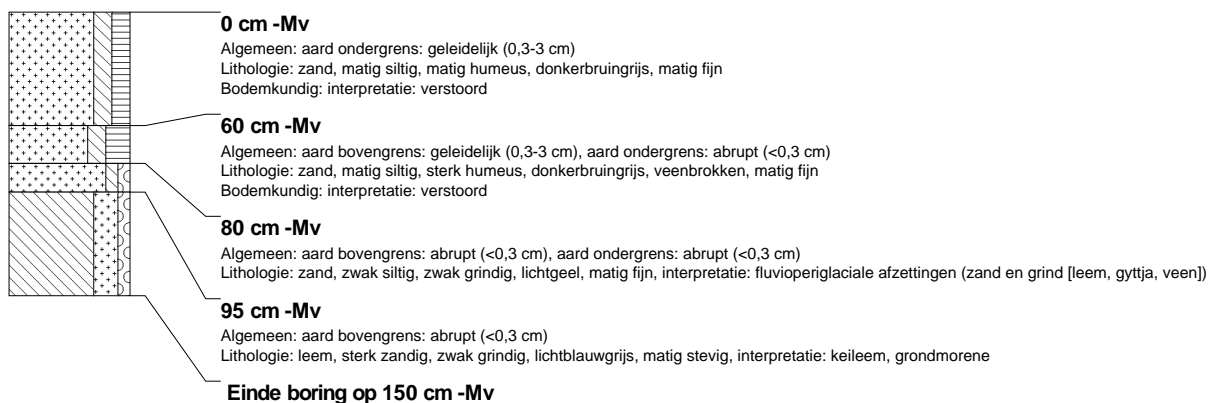 0 cm -Mv
Algemeen: aard ondergrens: geleidelijk (0,3-3 cm)
Lithologie: zand, matig siltig, matig humeus, donkerbruingrijs, matig fijn
Bodemkundig: interpretatie: verstoord
60 cm -Mv
Algemeen: aard bovengrens: geleidelijk (0,3-3 cm), aard ondergrens: abrupt (<0,3 cm)
Lithologie: zand, matig siltig, sterk humeus, donkerbruingrijs, veenbrokken, matig fijn
Bodemkundig: interpretatie: verstoord
80 cm -Mv
Algemeen: aard bovengrens: abrupt (<0,3 cm), aard ondergrens: abrupt (<0,3 cm)
Lithologie: zand, zwak siltig, zwak grindig, lichtgeel, matig fijn, interpretatie: fluvioperiglaciale afzettingen (zand en grind [leem, gyttja, veen])
95 cm -Mv
Algemeen: aard bovengrens: abrupt (<0,3 cm)
Lithologie: leem, sterk zandig, zwak grindig, lichtblauwgrijs, matig stevig, interpretatie: keileem, grondmorene
Einde boring op 150 cm -Mv